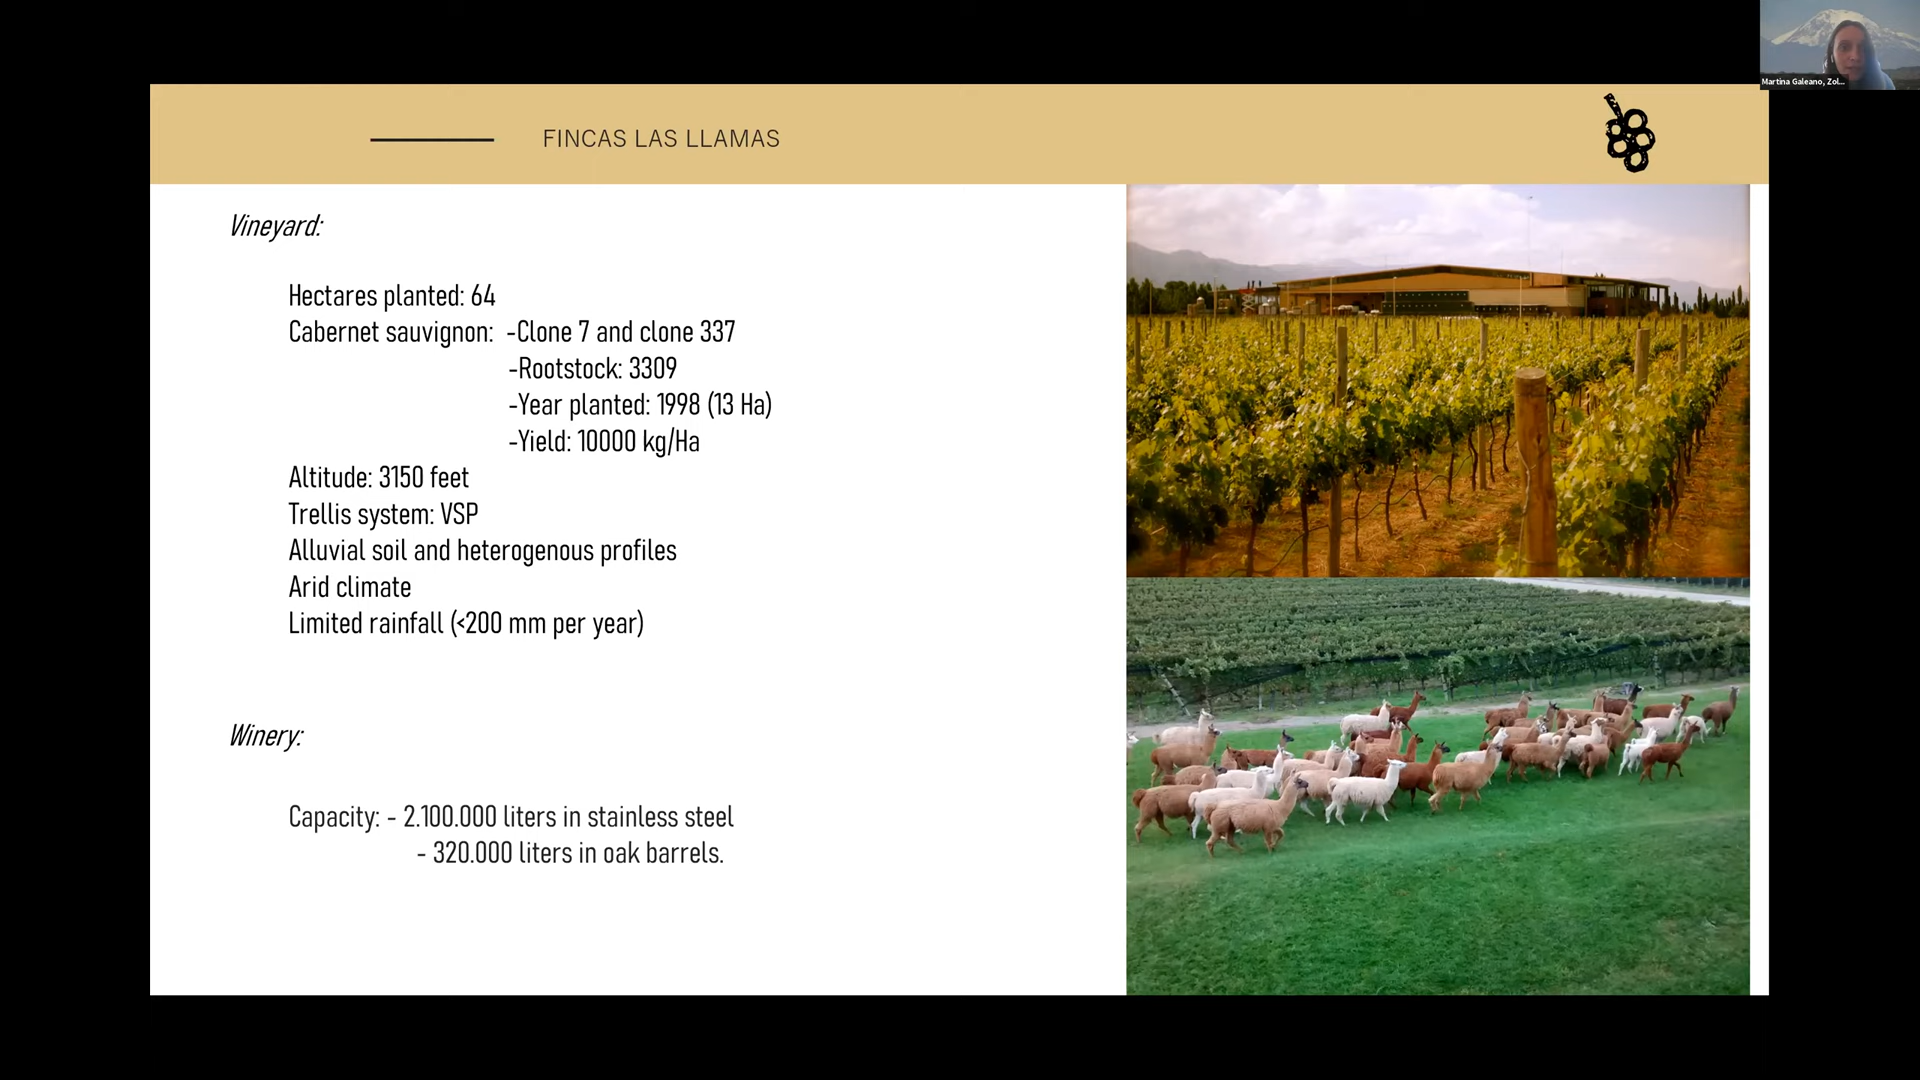 Martina Galeano, Zol...
FINCAS LAS LLAMAS
Vineyard:
Hectares planted: 64
Cabernet sauvignon: -Clone 7 and clone 337
-Rootstock: 3309
-Year planted: 1998 (13 Ha)
-Yield: 10000 kg/Ha
Altitude: 3150 feet
Trellis system: VSP
Alluvial soil and heterogenous profiles
Arid climate
Limited rainfall (<200 mm per year)
Winery:
Capacity: - 2.100.000 liters in stainless steel
- 320.000 liters in oak barrels.